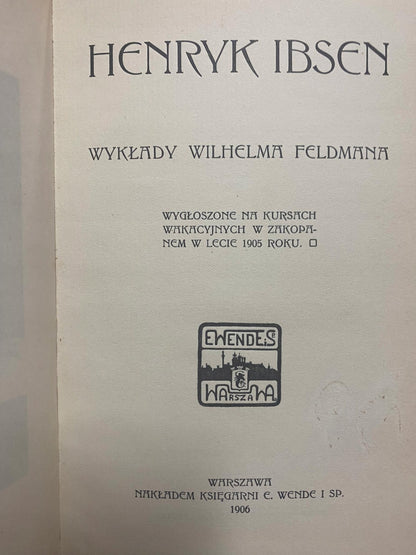 HENRYK IBSEN
WYKŁADY WILHELMA FELDMANA
WYGŁOSZONE NA KURSACH
WAKACYJNYCH W ZAKOPA-
NEM W LECIE 1905 ROKU.
E.WENDE i S:
WARSZAWA
WARSZAWA
NAKŁADEM KSIĘGARNI E. WENDE I SP.
1906